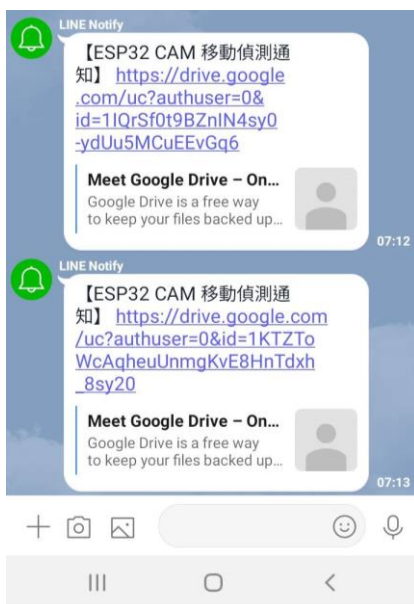 LINE Notify
【ESP32 CAM 移動偵測通
知】 https://drive.google
.com/uc?authuser=0&
id=1IQrSf0t9BZnIN4sy0
-ydUu5MCuEEvGq6
Meet Google Drive – On...
Google Drive is a free way
to keep your files backed up...
07:12
LINE Notify
【ESP32 CAM 移動偵測通
知】 https://drive.google.com
/uc?authuser=0&id=1KTZTo
WcAqheuUnmgKvE8HnTdxh
_8sy20
Meet Google Drive – On...
Google Drive is a free way
to keep your files backed up...
07:13